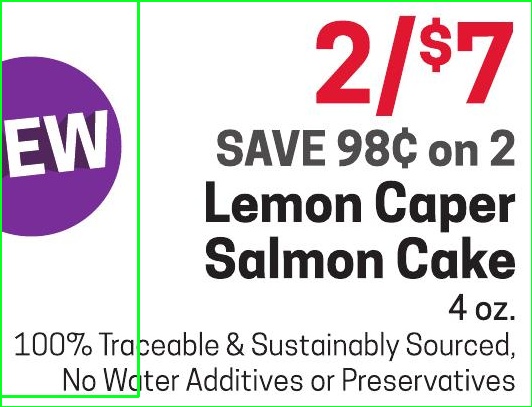 2/$7
EW
SAVE 98¢ on 2
Lemon Caper
Salmon Cake
4 oz.
100% Traceable & Sustainably Sourced,
No Water Additives or Preservatives